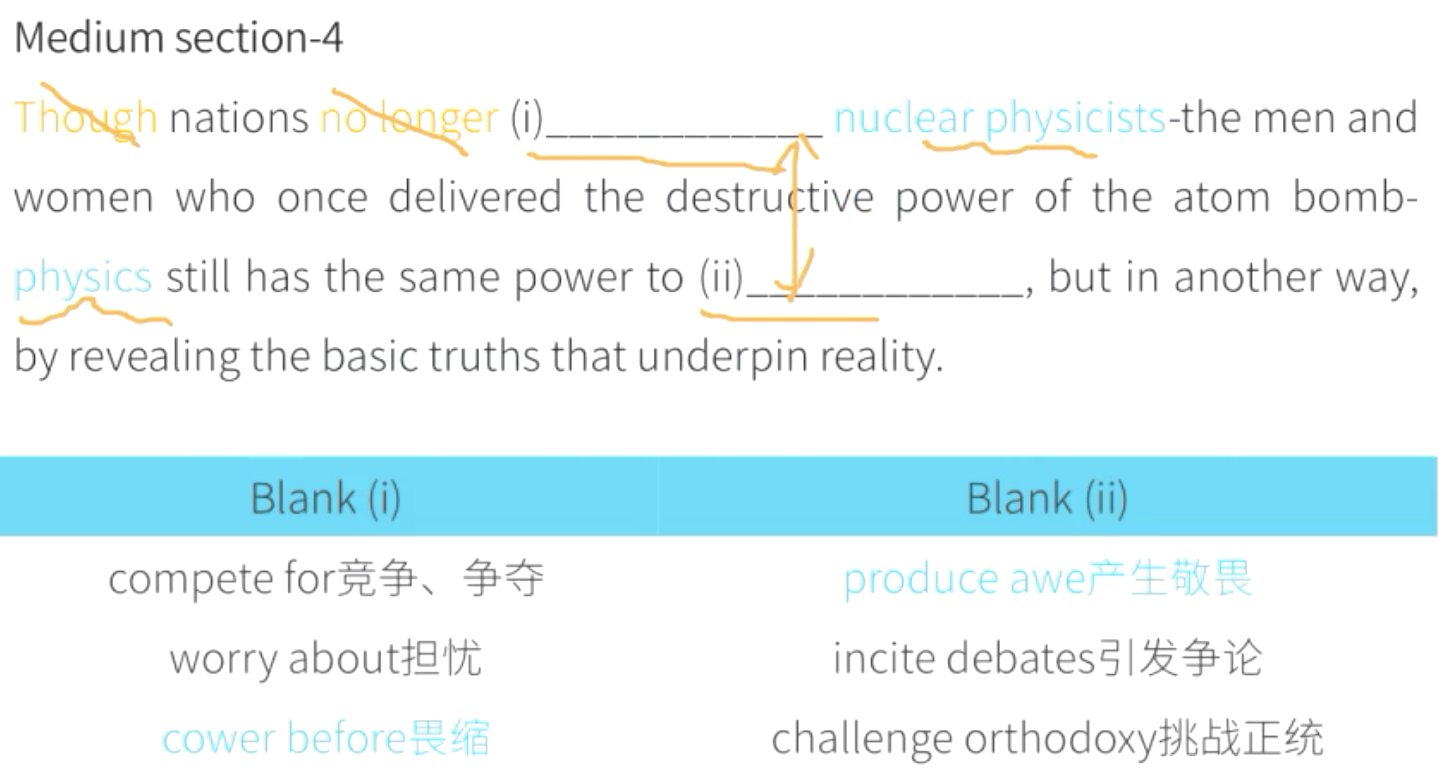 Medium section-4
Though nations no longer (i)____________ nuclear physicists-the men and
women who once delivered the destructive power of the atom bomb-
physics still has the same power to (ii)____________, but in another way,
by revealing the basic truths that underpin reality.
Blank (i) Blank (ii)
compete for竞争、争夺 produce awe产生敬畏
worry about担忧 incite debates引发争论
cower before畏缩 challenge orthodoxy挑战正统